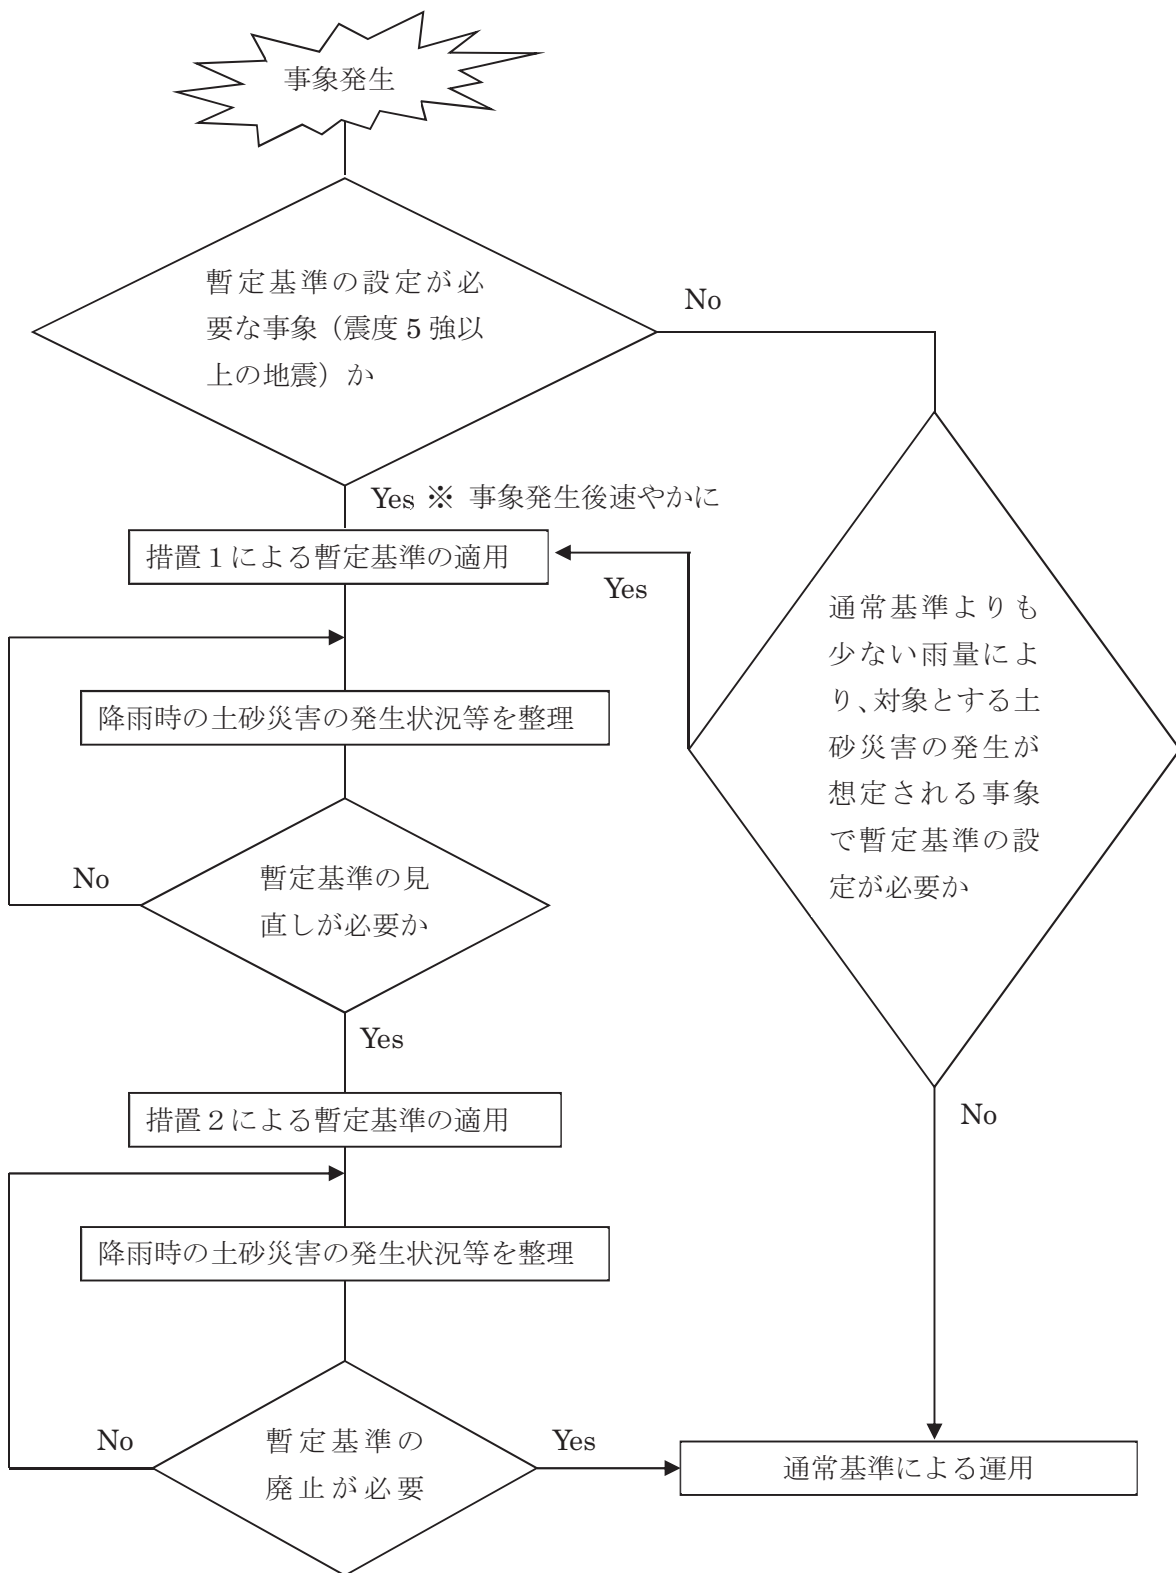 事象発生
暫定基準の設定が必
要な事象（震度 5 強以
上の地震）か
No
Yes ※ 事象発生後速やかに
措置１による暫定基準の適用
Yes
通常基準よりも
少ない雨量によ
り、対象とする土
砂災害の発生が
想定される事象
で暫定基準の設
定が必要か
降雨時の土砂災害の発生状況等を整理
No
暫定基準の見
直しが必要か
Yes
措置２による暫定基準の適用
No
降雨時の土砂災害の発生状況等を整理
No
暫定基準の
廃止が必要
Yes
通常基準による運用